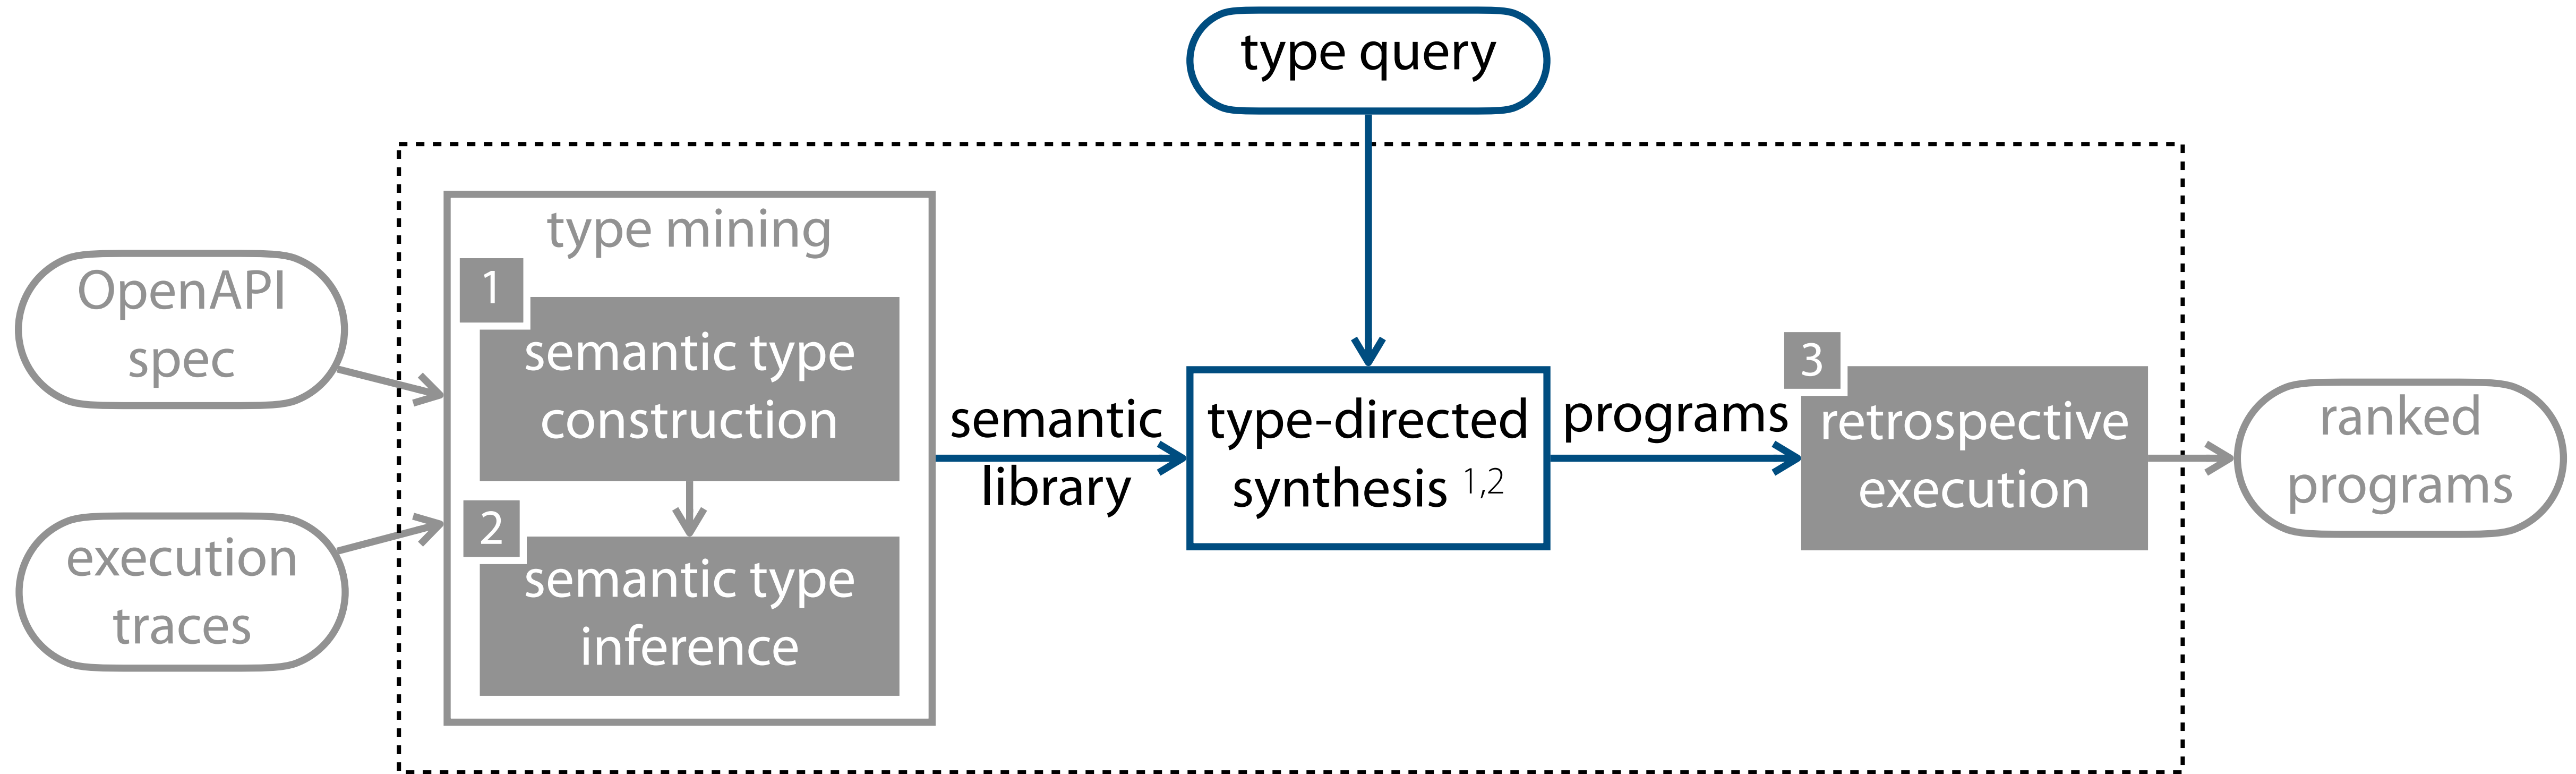 type query
type mining
OpenAPI
spec
1
semantic type
construction
execution
traces
2
semantic type
inference
semantic
library
type-directed
synthesis 1,2
programs
3
retrospective
execution
ranked
programs